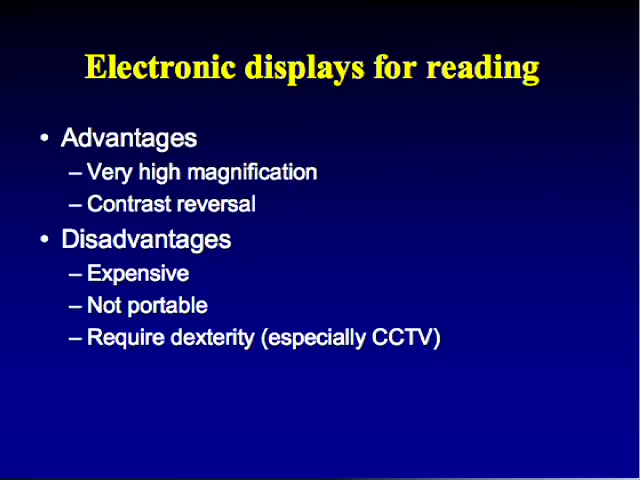 Electronic displays for reading
• Advantages
– Very high magnification
– Contrast reversal
• Disadvantages
– Expensive
– Not portable
– Require dexterity (especially CCTV)